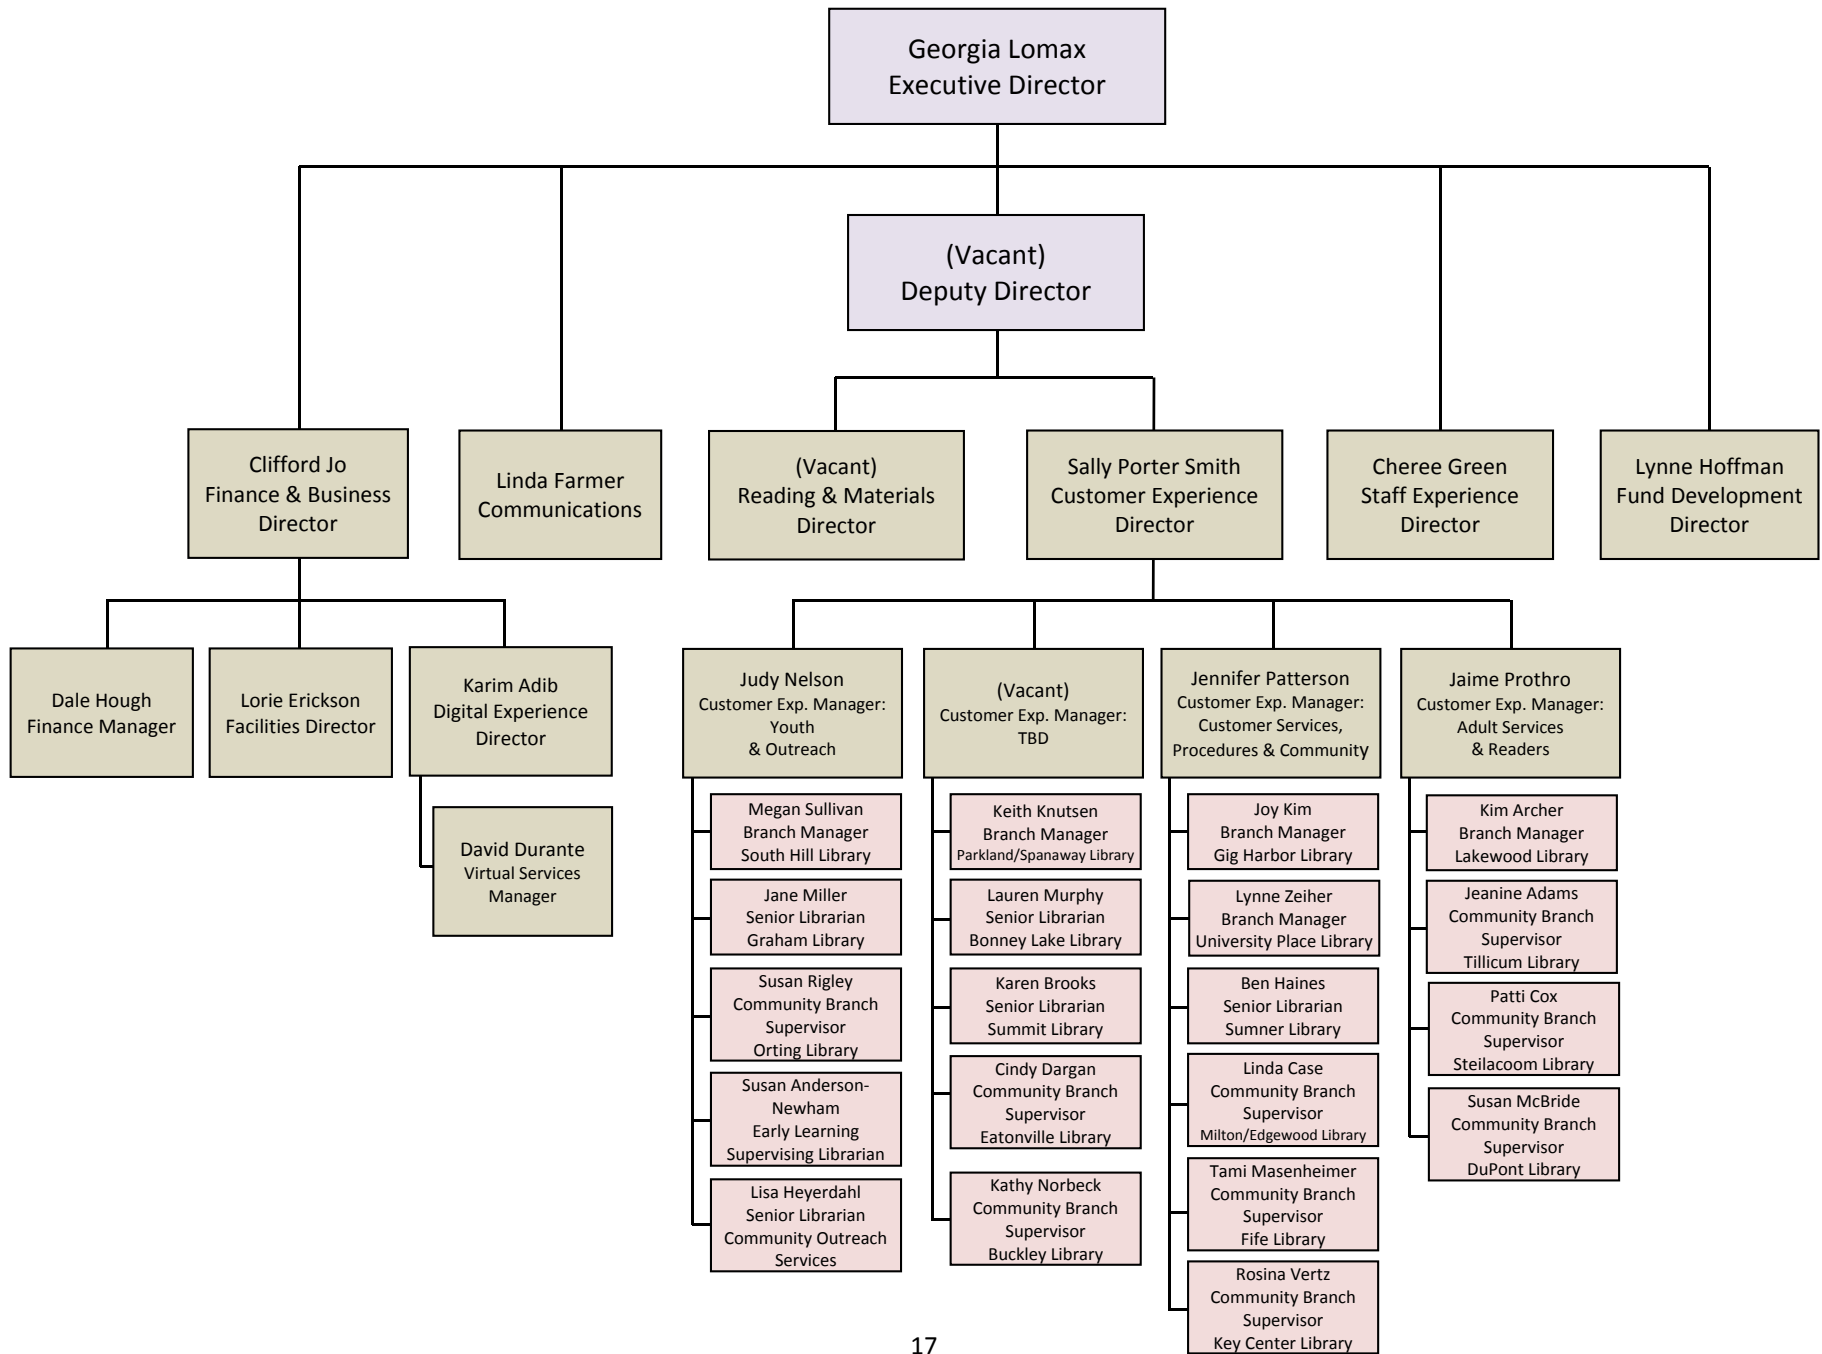 Georgia Lomax
Executive Director
(Vacant)
Deputy Director
Clifford Jo
Finance & Business
Director
Linda Farmer
Communications
(Vacant)
Reading & Materials
Director
Sally Porter Smith
Customer Experience
Director
Cheree Green
Staff Experience
Director
Lynne Hoffman
Fund Development
Director
Dale Hough
Finance Manager
Lorie Erickson
Facilities Director
Karim Adib
Digital Experience
Director
David Durante
Virtual Services
Manager
Judy Nelson
Customer Exp. Manager:
Youth
& Outreach
Megan Sullivan
Branch Manager
South Hill Library
Jane Miller
Senior Librarian
Graham Library
Susan Rigley
Community Branch
Supervisor
Orting Library
Susan Anderson-
Newham
Early Learning
Supervising Librarian
Lisa Heyerdahl
Senior Librarian
Community Outreach
Services
(Vacant)
Customer Exp. Manager:
TBD
Keith Knutsen
Branch Manager
Parkland/Spanaway Library
Lauren Murphy
Senior Librarian
Bonney Lake Library
Karen Brooks
Senior Librarian
Summit Library
Cindy Dargan
Community Branch
Supervisor
Eatonville Library
Kathy Norbeck
Community Branch
Supervisor
Buckley Library
Jennifer Patterson
Customer Exp. Manager:
Customer Services,
Procedures & Community
Joy Kim
Branch Manager
Gig Harbor Library
Lynne Zeiher
Branch Manager
University Place Library
Ben Haines
Senior Librarian
Sumner Library
Linda Case
Community Branch
Supervisor
Milton/Edgewood Library
Tami Masenheimer
Community Branch
Supervisor
Fife Library
Rosina Vertz
Community Branch
Supervisor
Key Center Library
Jaime Prothro
Customer Exp. Manager:
Adult Services
& Readers
Kim Archer
Branch Manager
Lakewood Library
Jeanine Adams
Community Branch
Supervisor
Tillicum Library
Patti Cox
Community Branch
Supervisor
Steilacoom Library
Susan McBride
Community Branch
Supervisor
DuPont Library
17